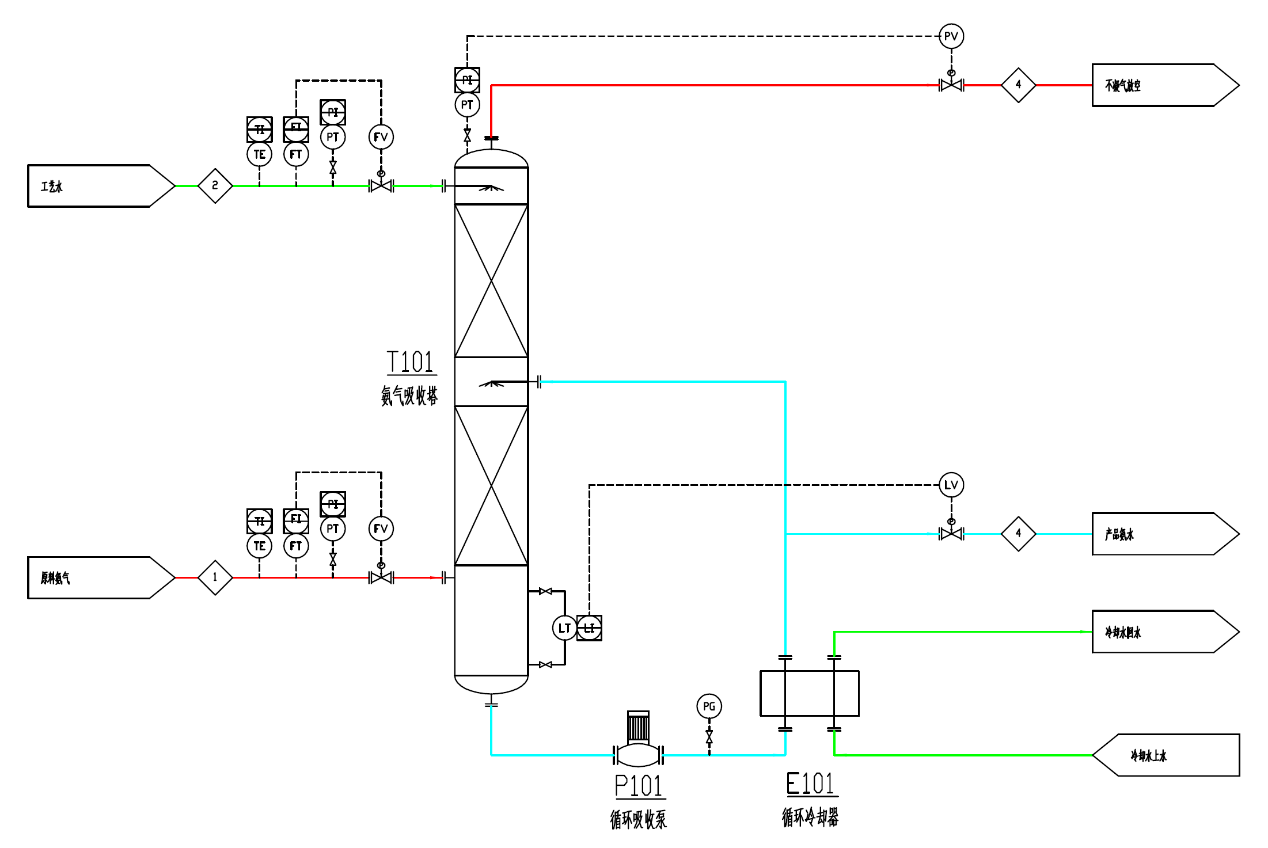 PV
PI
PT
4
不凝气放空
PI
TI
FI
PT
FV
TE
FT
工艺水
2
T101
氨气吸收塔
PI
TI
FI
PT
FV
TE
FT
原料氨气
1
LV
4
产品氨水
LT
LI
冷却水回水
PG
冷却水上水
P101
循环吸收泵
E101
循环冷却器